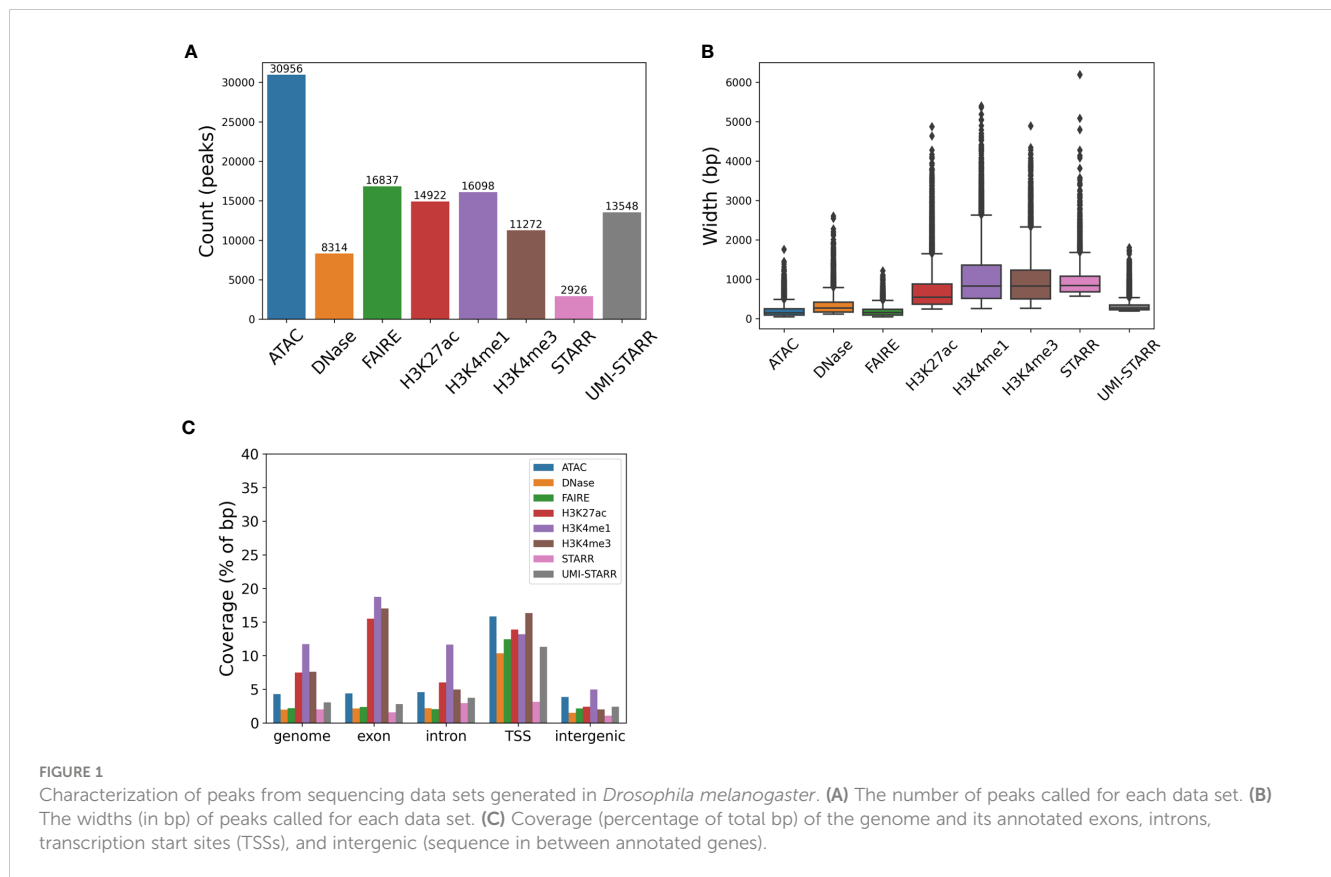 A
30956
30000
25000
20000
15000
10000
5000
0
Count (peaks)
8314
16837
14922
16098
11272
2926
13548
ATAC
DNase
FAIRE
H3K27ac
H3K4me1
H3K4me3
STARR
UMI-STARR
B
6000
5000
4000
3000
2000
1000
0
Width (bp)
ATAC
DNase
FAIRE
H3K27ac
H3K4me1
H3K4me3
STARR
UMI-STARR
C
40
35
30
25
20
15
10
5
0
Coverage (% of bp)
ATAC
DNase
FAIRE
H3K27ac
H3K4me1
H3K4me3
STARR
UMI-STARR
genome
exon
intron
TSS
intergenic
FIGURE 1
Characterization of peaks from sequencing data sets generated in Drosophila melanogaster. (A) The number of peaks called for each data set. (B)
The widths (in bp) of peaks called for each data set. (C) Coverage (percentage of total bp) of the genome and its annotated exons, introns,
transcription start sites (TSSs), and intergenic (sequence in between annotated genes).